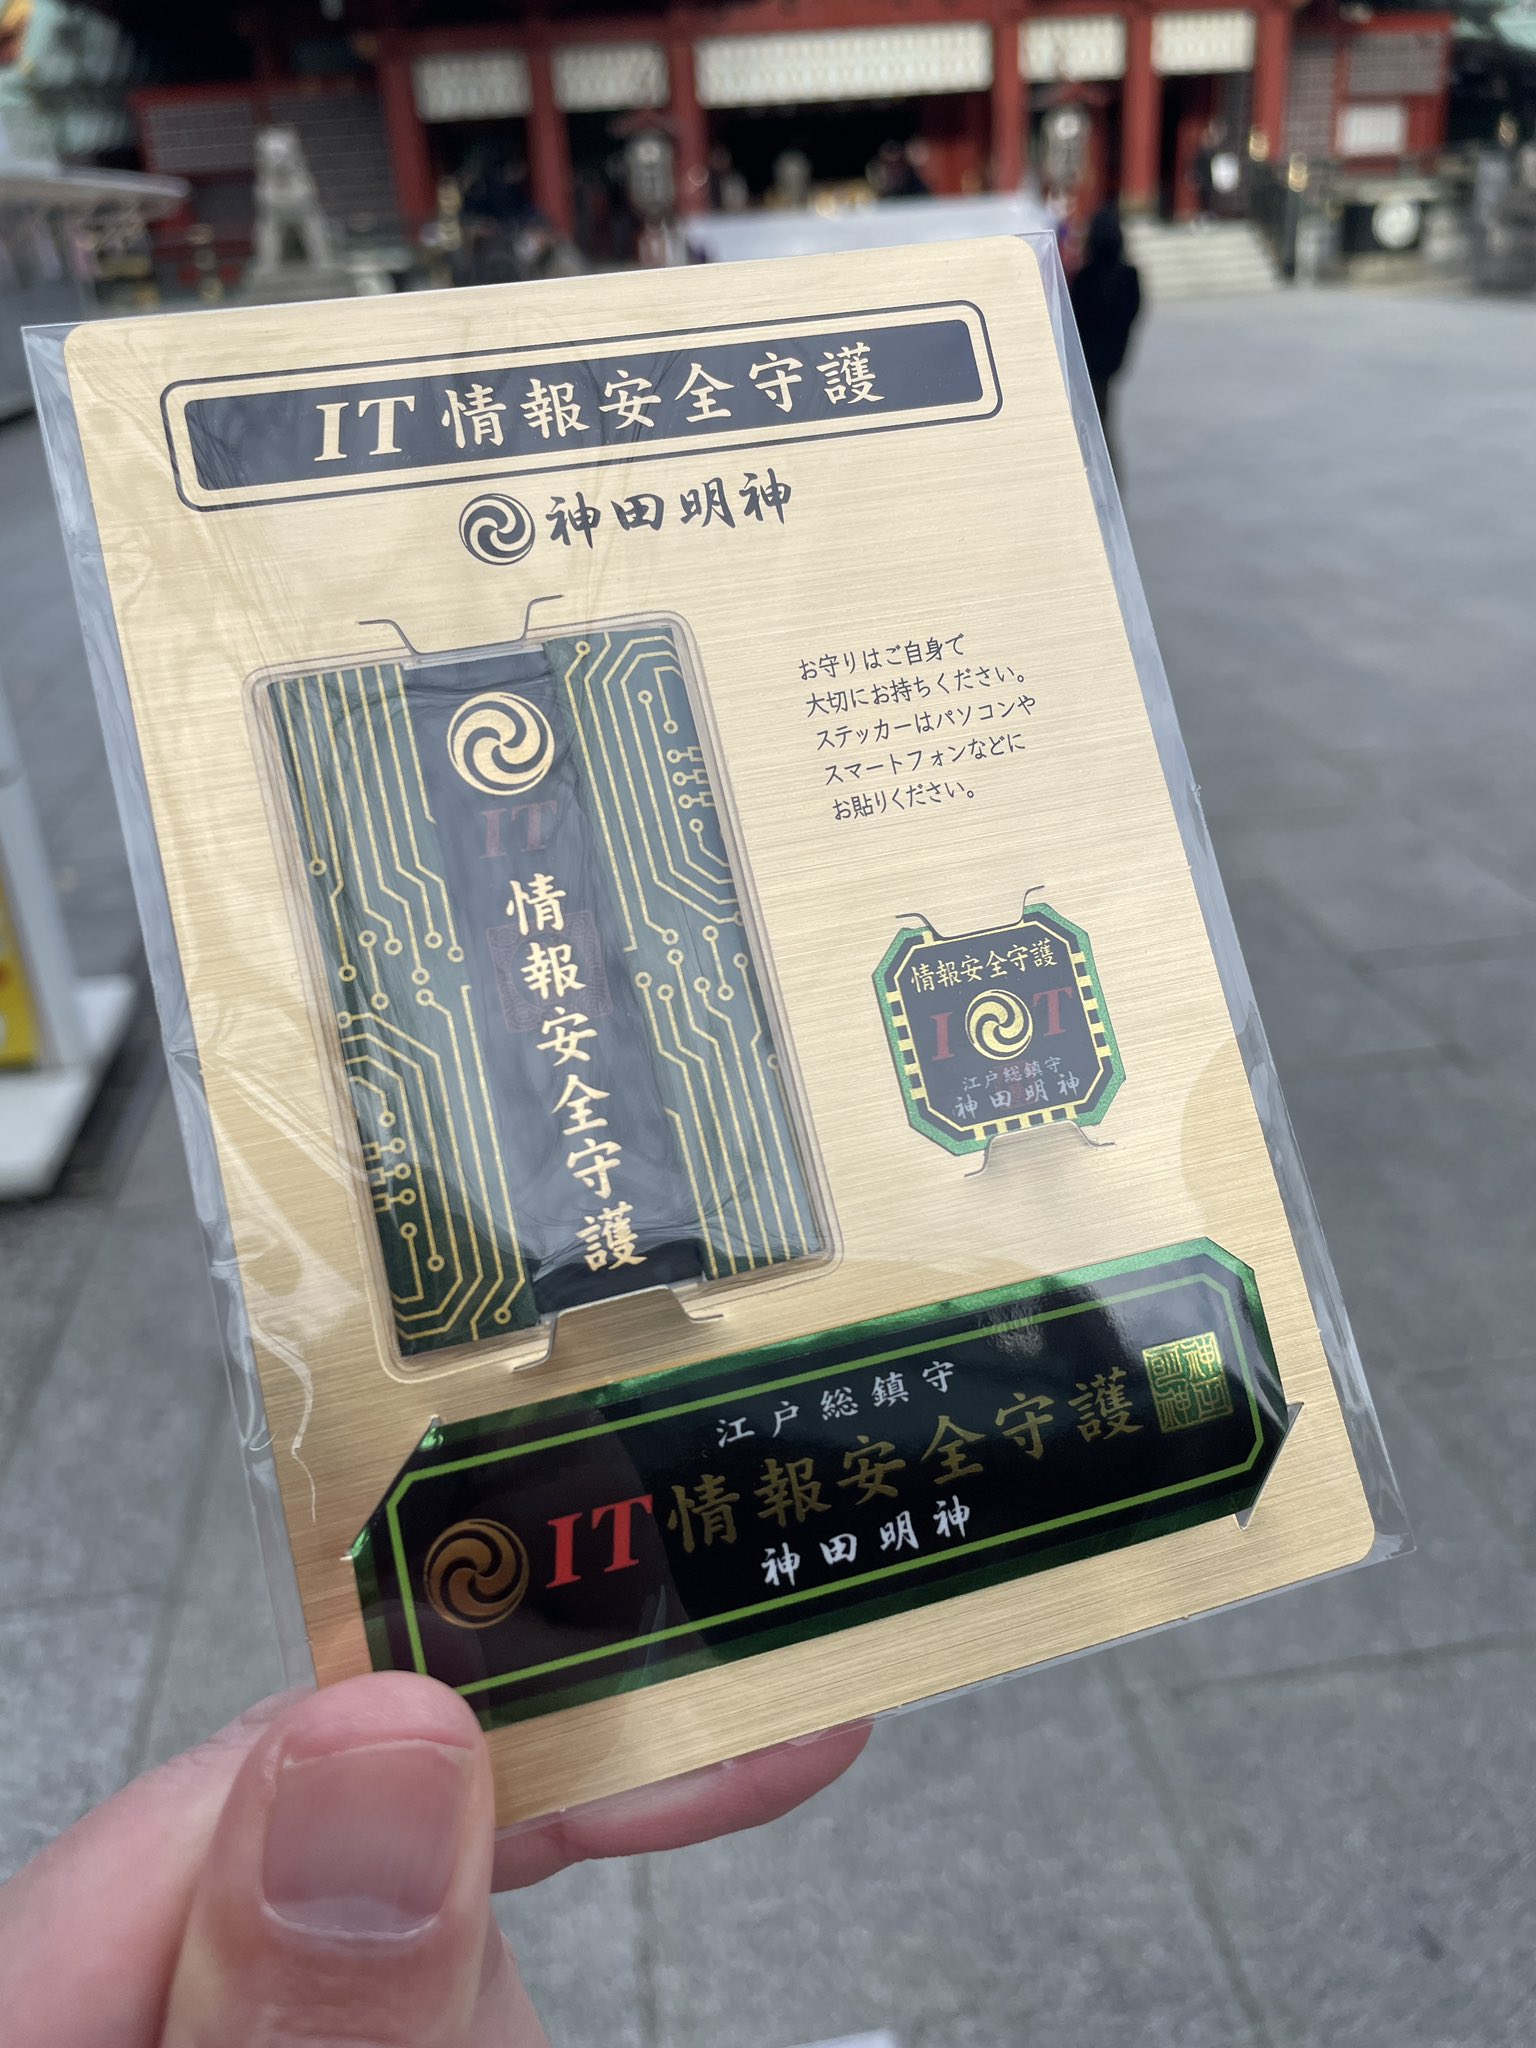 IT情報安全守護
神田明神
お守りはご自身で
大切にお持ちください。
ステッカーはパソコンや
スマートフォンなどに
お貼りください。
IT
情報安全守護
情報安全守護
IT
江戸総鎮守
神田明神
江戸総鎮守
IT情報安全守護
神田明神
神田明神